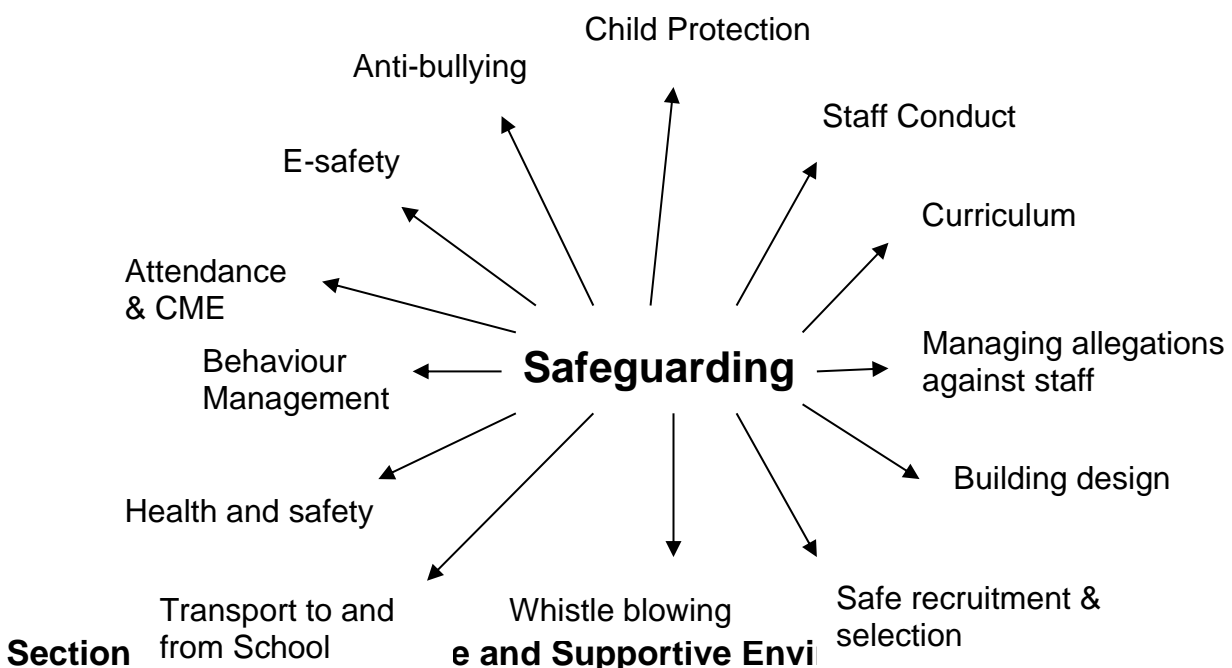 Child Protection
Anti-bullying
Staff Conduct
E-safety
Curriculum
Attendance
& CME
Behaviour
Management
Safeguarding
Managing allegations
against staff
Building design
Health and safety
Transport to and
from School
Whistle blowing
Safe recruitment &
selection
Section
and Supportive